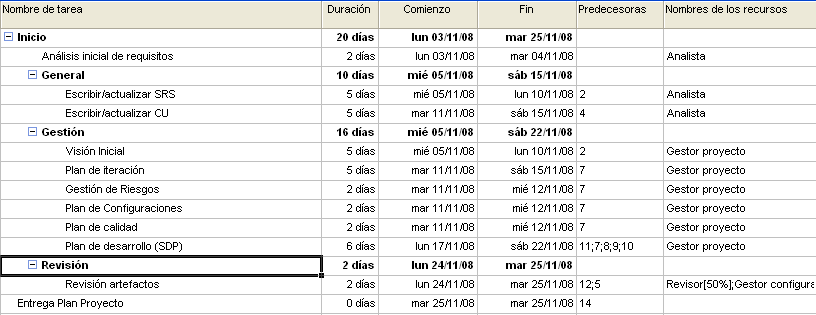 Nombre de tarea Duración Comienzo Fin Predecesoras Nombres de los recursos
Inicio 20 días lun 03/11/08 mar 25/11/08
Análisis inicial de requisitos 2 días lun 03/11/08 mar 04/11/08 Analista
General 10 días mié 05/11/08 sáb 15/11/08
Escribir/actualizar SRS 5 días mié 05/11/08 lun 10/11/08 2 Analista
Escribir/actualizar CU 5 días mar 11/11/08 sáb 15/11/08 4 Analista
Gestión 16 días mié 05/11/08 sáb 22/11/08
Visión Inicial 5 días mié 05/11/08 lun 10/11/08 2 Gestor proyecto
Plan de iteración 5 días mar 11/11/08 sáb 15/11/08 7 Gestor proyecto
Gestión de Riesgos 2 días mar 11/11/08 mié 12/11/08 7 Gestor proyecto
Plan de Configuraciones 2 días mar 11/11/08 mié 12/11/08 7 Gestor proyecto
Plan de calidad 2 días mar 11/11/08 mié 12/11/08 7 Gestor proyecto
Plan de desarrollo (SDP) 6 días lun 17/11/08 sáb 22/11/08 11;7;8;9;10 Gestor proyecto
Revisión 2 días lun 24/11/08 mar 25/11/08
Revisión artefactos 2 días lun 24/11/08 mar 25/11/08 12;5 Revisor[50%];Gestor configura
Entrega Plan Proyecto 0 días mar 25/11/08 mar 25/11/08 14